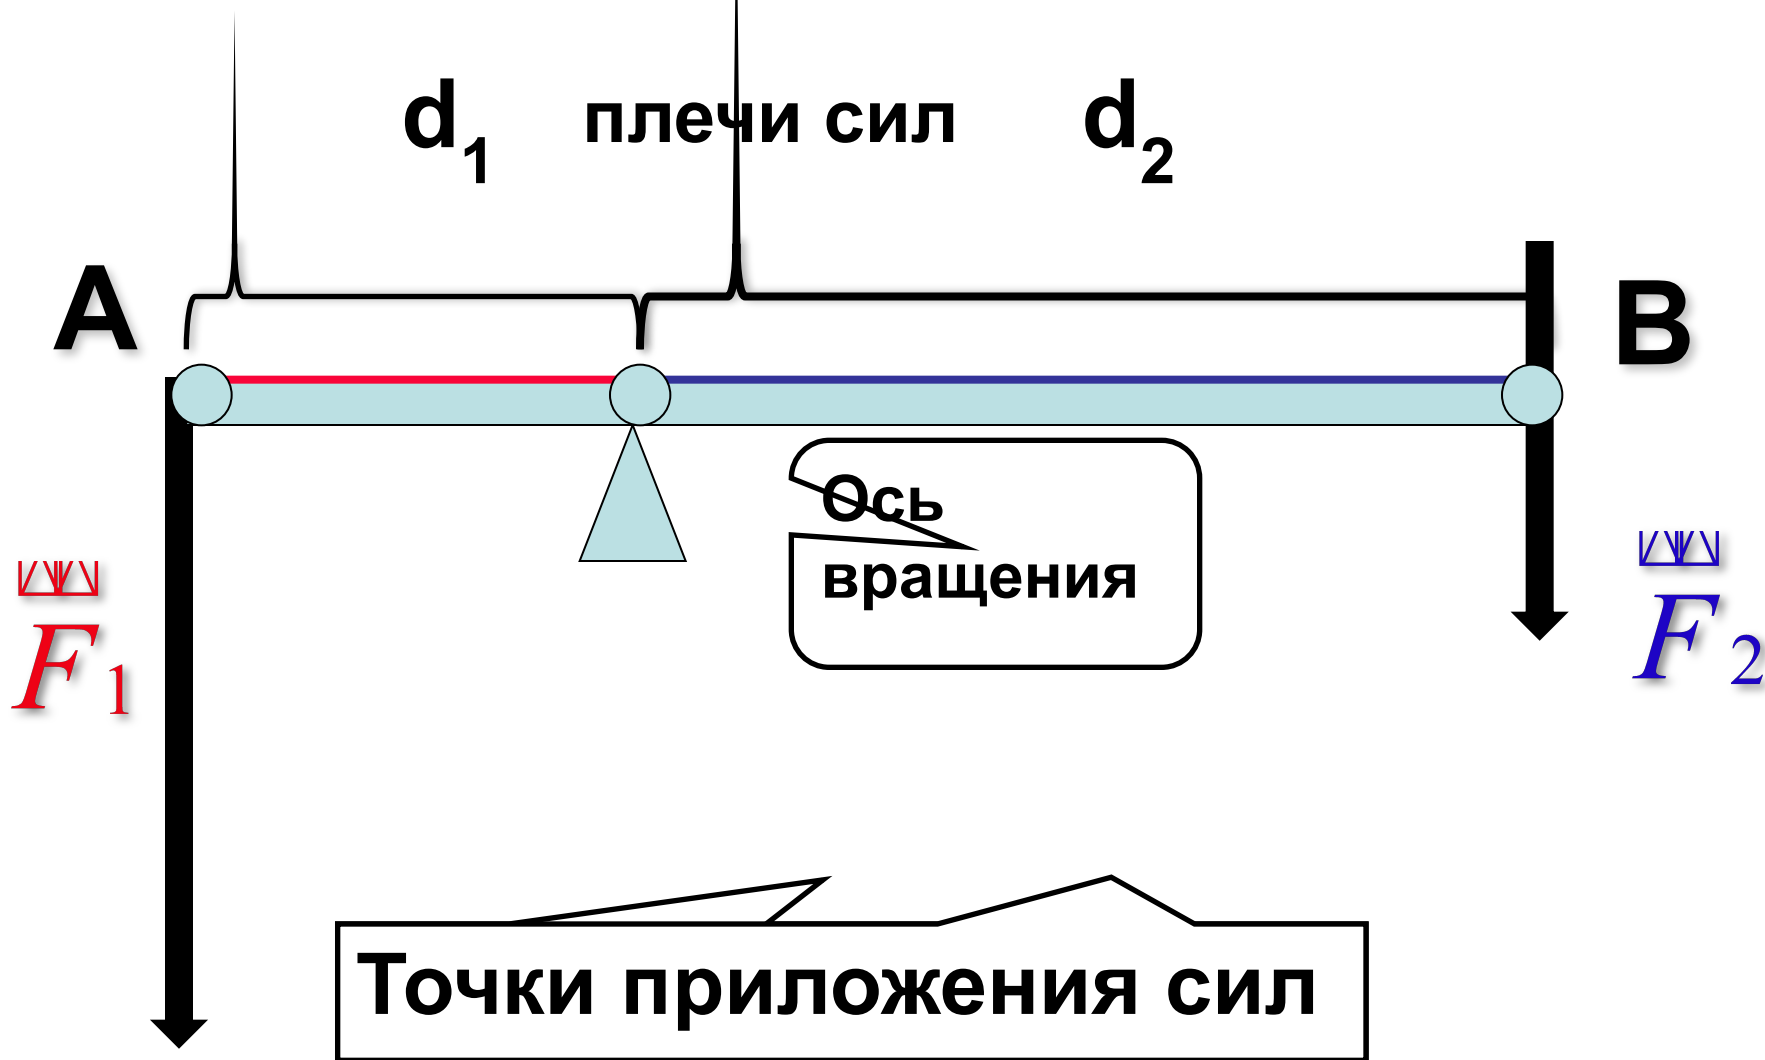 d1 плечи сил d2
A
B
Ось
вращения
F1
F2
Точки приложения сил